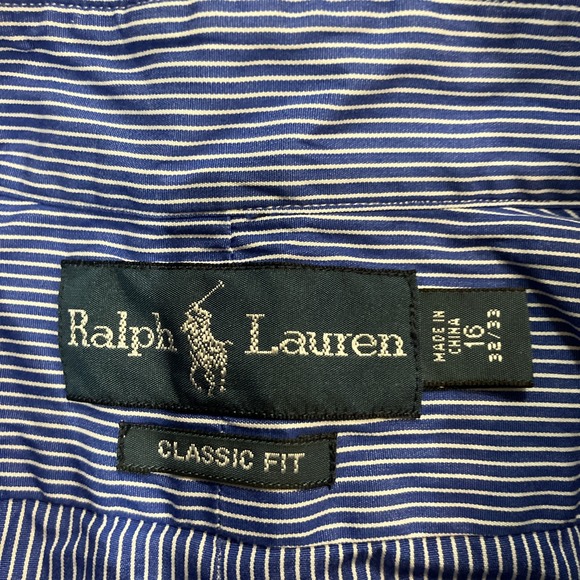 Ralph Lauren
MADE IN
CHINA
16
32/33
CLASSIC FIT